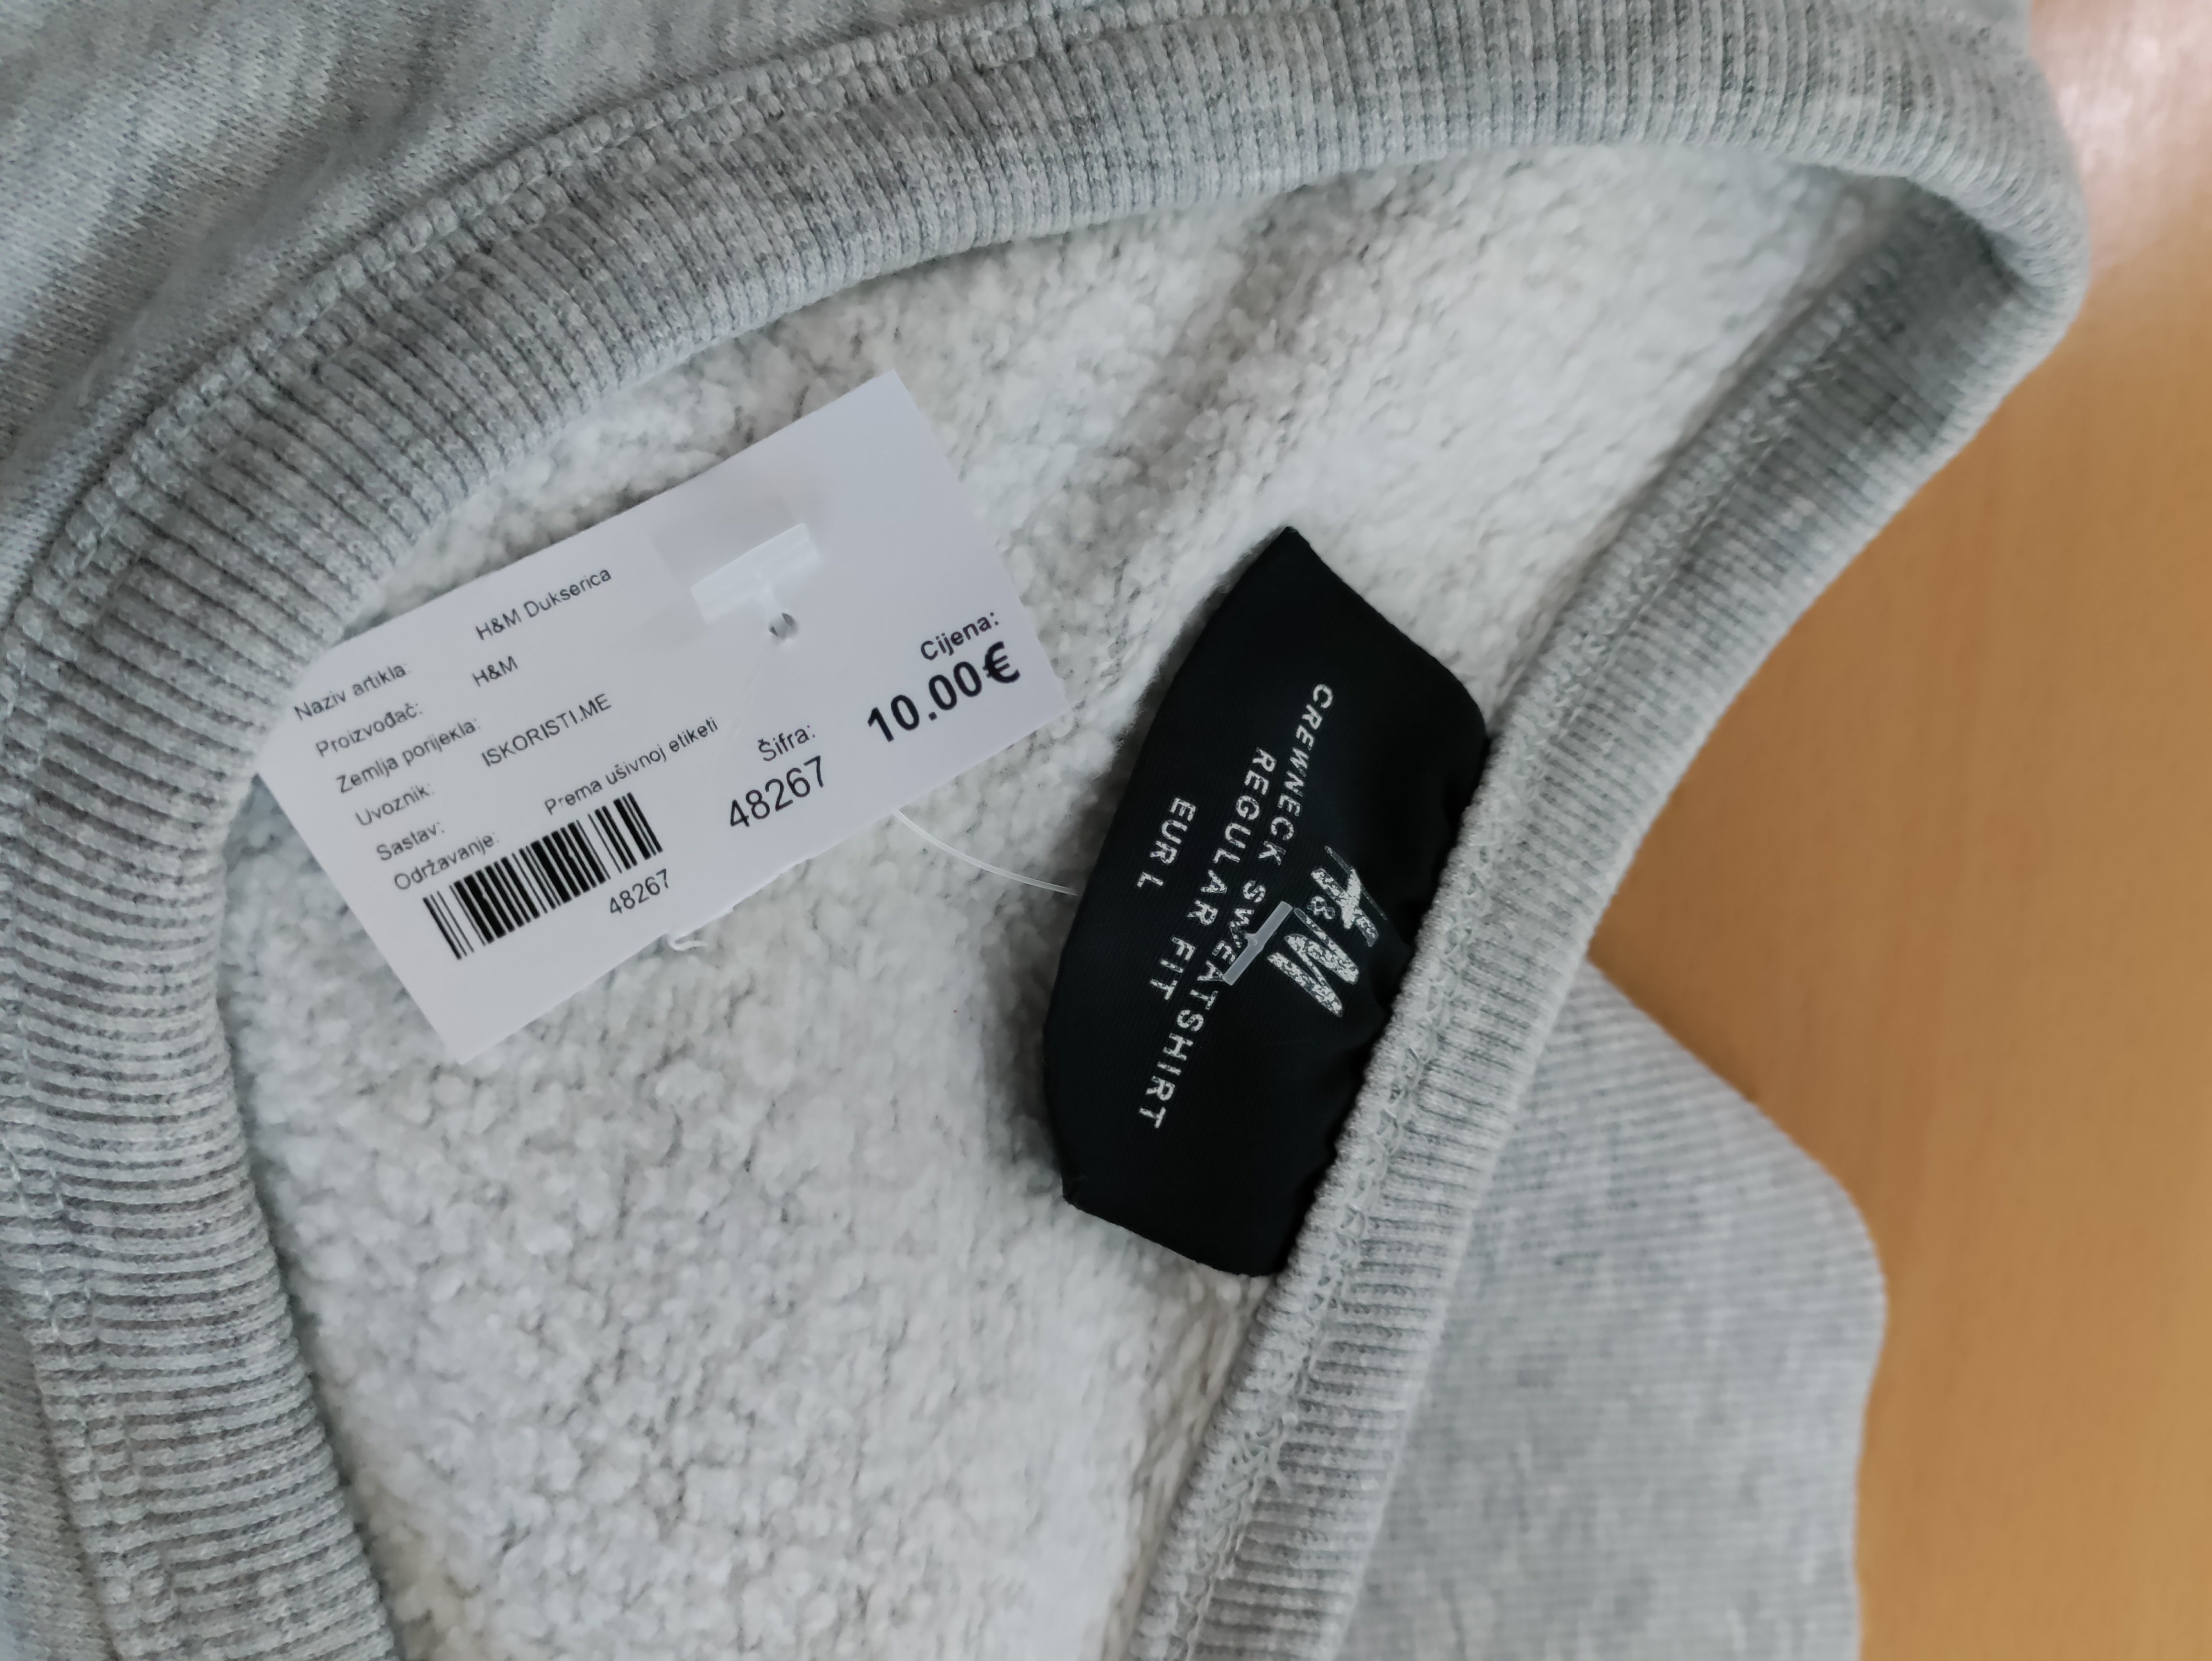 Naziv artikla: H&M Dukserica
Proizvođač: H&M
Zemlja porijekla:
Uvoznik: ISKORISTI.ME
Sastav:
Održavanje: Prema ušivnoj etiketi
48267
Šifra:
48267
Cijena:
10.00€
H&M
CREWNECK SWEATSHIRT
REGULAR FIT
EUR L